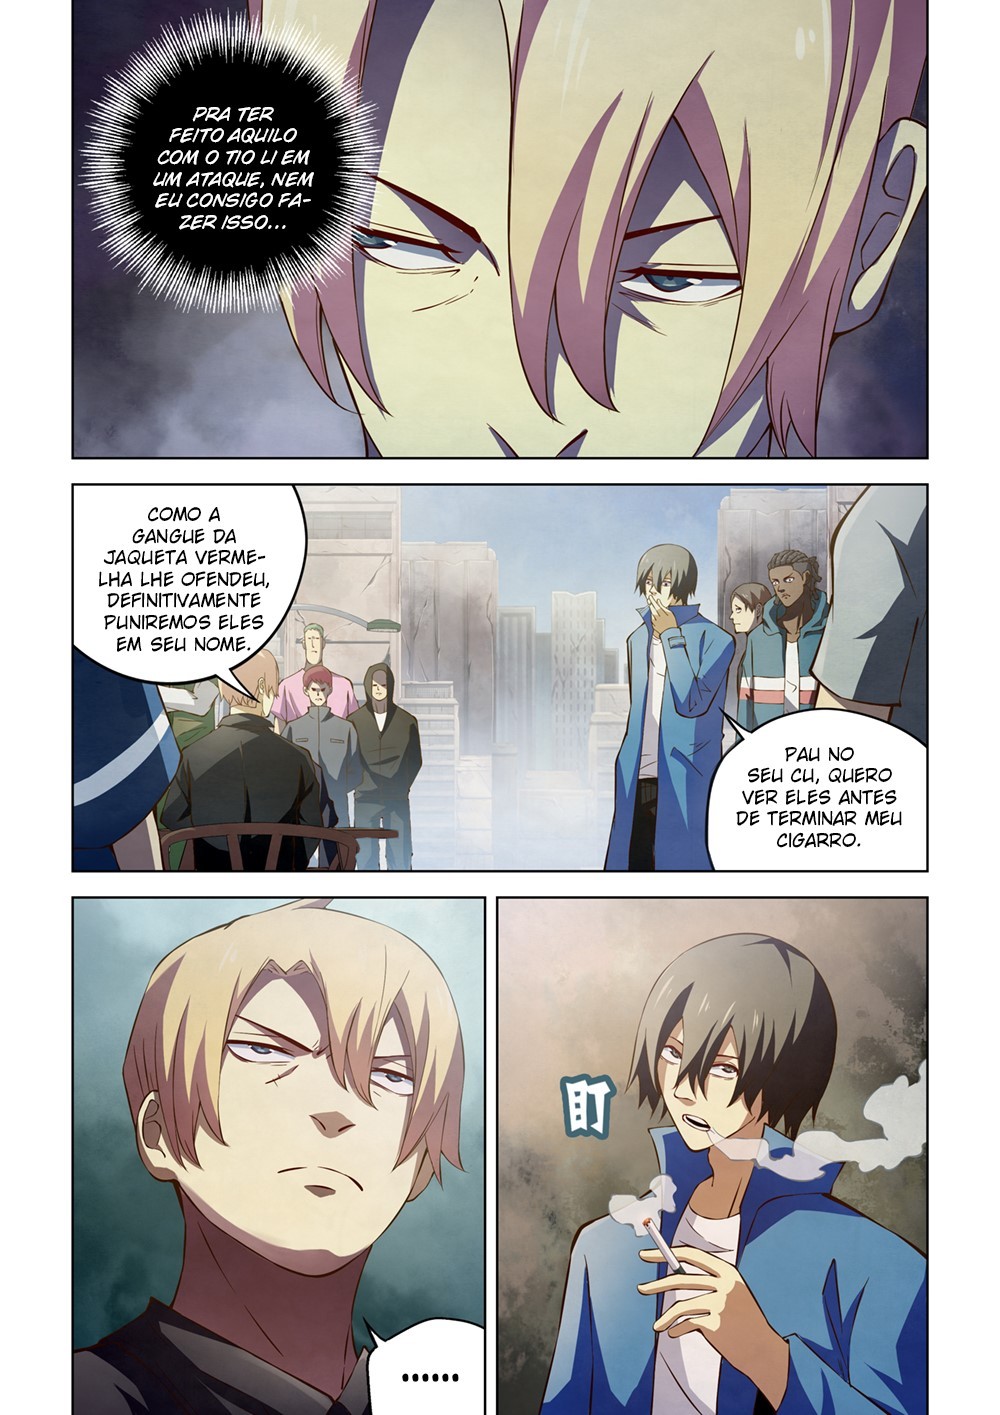 PRA TER
FEITO AQUILO
COM O TIO LI EM
UM ATAQUE, NEM
EU CONSIGO FA-
ZER ISSO...
COMO A
GANGUE DA
JAQUETA VERME-
LHA LHE OFENDEU,
DEFINITIVAMENTE
PUNIREMOS ELES
EM SEU NOME.
PAU NO
SEU CU, QUERO
VER ELES ANTES
DE TERMINAR MEU
CIGARRO.
......
盯